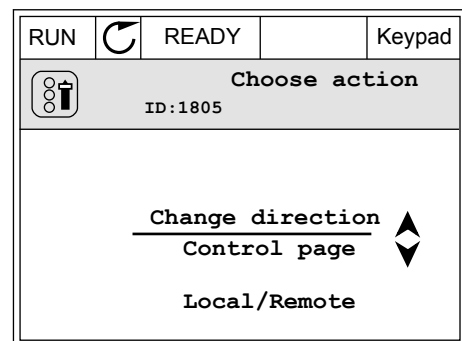 RUN READY Keypad
Choose action
ID:1805
Change direction
Control page
Local/Remote